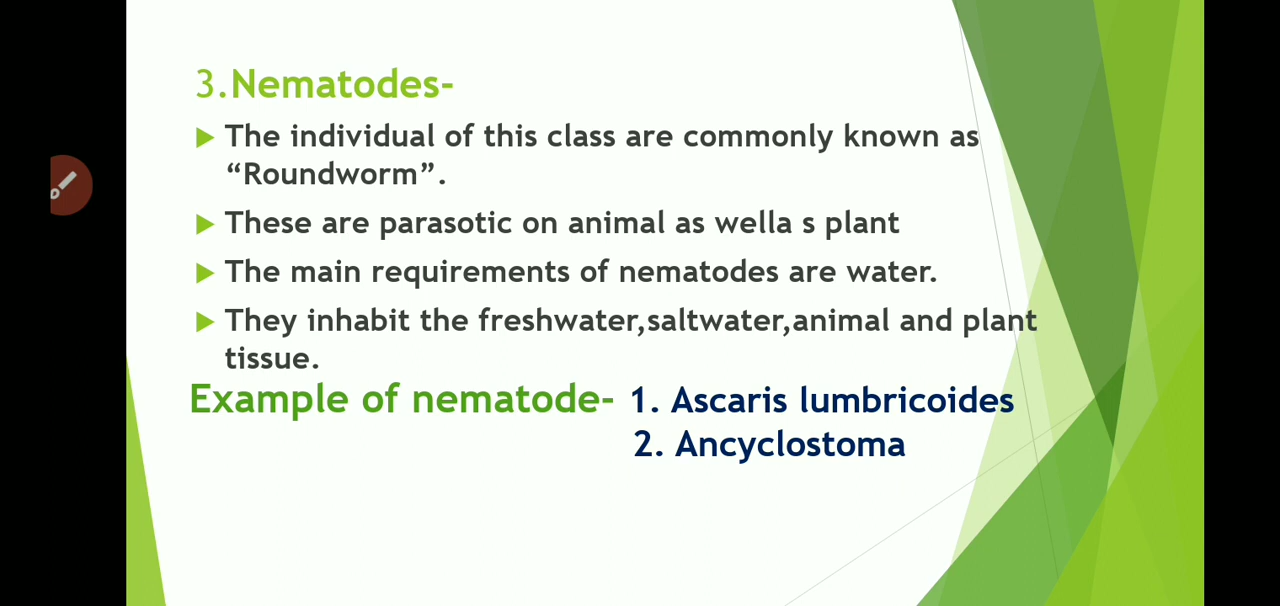 3.Nematodes-
The individual of this class are commonly known as
“Roundworm”.
These are parasotic on animal as wella s plant
The main requirements of nematodes are water.
They inhabit the freshwater,saltwater,animal and plant
tissue.
Example of nematode- 1. Ascaris lumbricoides
2. Ancyclostoma